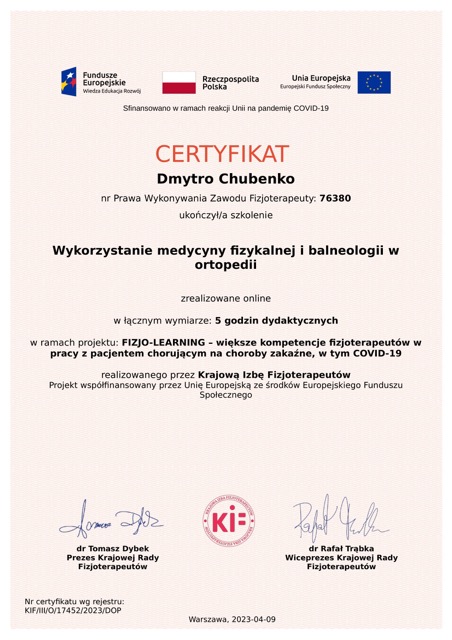 Fundusze
Europejskie
Wiedza Edukacja Rozwój
Rzeczpospolita
Polska
Unia Europejska
Europejski Fundusz Społeczny
Sfinansowano w ramach reakcji Unii na pandemię COVID-19
CERTYFIKAT
Dmytro Chubenko
nr Prawa Wykonywania Zawodu Fizjoterapeuty: 76380
ukończył/a szkolenie
Wykorzystanie medycyny fizykalnej i balneologii w
ortopedii
zrealizowane online
w łącznym wymiarze: 5 godzin dydaktycznych
w ramach projektu: FIZJO-LEARNING – większe kompetencje fizjoterapeutów w
pracy z pacjentem chorującym na choroby zakaźne, w tym COVID-19
realizowanego przez Krajową Izbę Fizjoterapeutów
Projekt współfinansowany przez Unię Europejską ze środków Europejskiego Funduszu
Społecznego
KIF
dr Tomasz Dybek
Prezes Krajowej Rady
Fizjoterapeutów
dr Rafał Trąbka
Wiceprezes Krajowej Rady
Fizjoterapeutów
Nr certyfikatu wg rejestru:
KIF/III/O/17452/2023/DOP
Warszawa, 2023-04-09